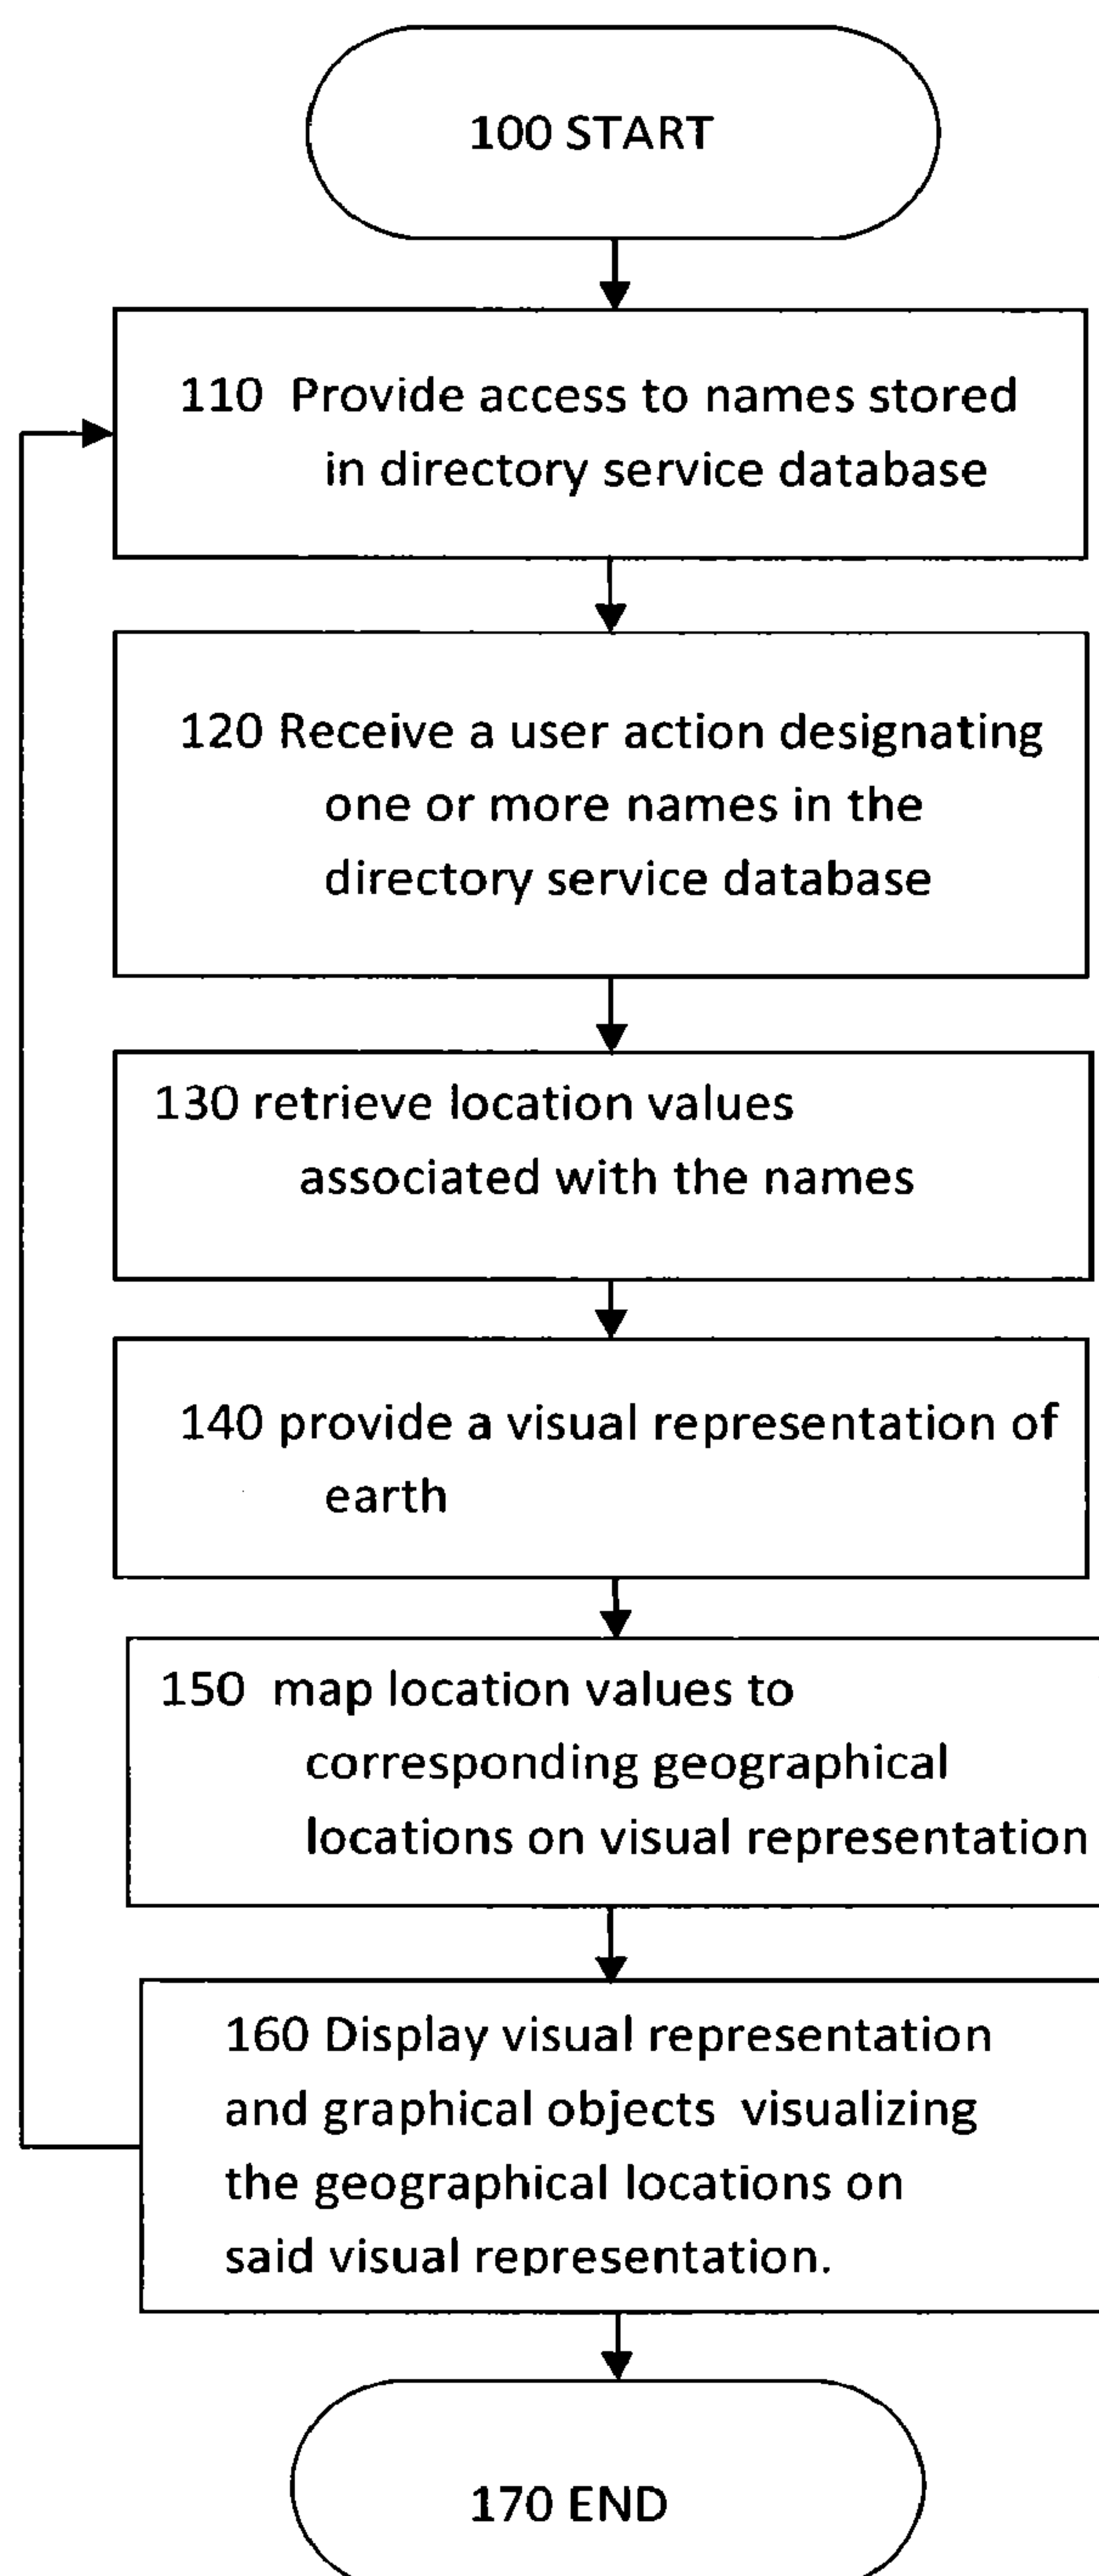 100 START
110 Provide access to names stored
in directory service database
120 Receive a user action designating
one or more names in the
directory service database
130 retrieve location values
associated with the names
140 provide a visual representation of
earth
150 map location values to
corresponding geographical
locations on visual representation
160 Display visual representation
and graphical objects visualizing
the geographical locations on
said visual representation.
170 END